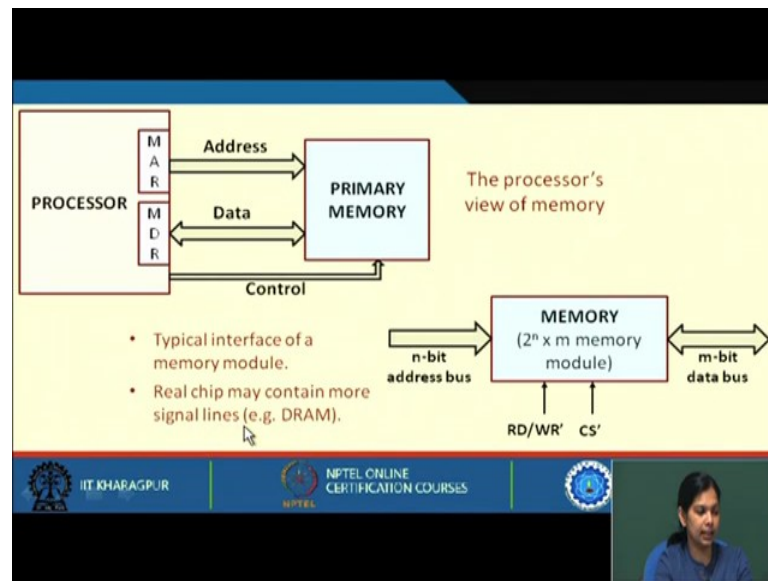 PROCESSOR
M
A
R
M
D
R
Address
Data
Control
PRIMARY
MEMORY
The processor's
view of memory
• Typical interface of a
memory module.
• Real chip may contain more
signal lines (e.g. DRAM).
MEMORY
(2ⁿ x m memory
module)
n-bit
address bus
m-bit
data bus
RD/WR'
CS'
IIT KHARAGPUR
NPTEL
NPTEL ONLINE
CERTIFICATION COURSES